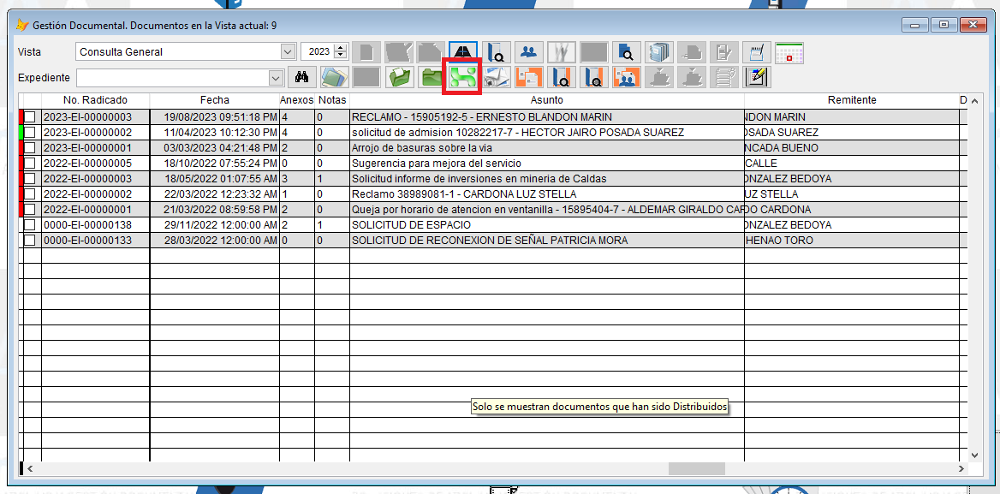 Gestión Documental. Documentos en la Vista actual: 9
Vista Consulta General 2023
Expediente
No. Radicado Fecha Anexos Notas Asunto Remitente D
2023-EI-00000003 19/08/2023 09:51:18 PM 4 0 RECLAMO - 15905192-5 - ERNESTO BLANDON MARIN NDON MARIN
2023-EI-00000002 11/04/2023 10:12:30 PM 4 0 solicitud de admision 10282217-7 - HECTOR JAIRO POSADA SUAREZ OSADA SUAREZ
2023-EI-00000001 03/03/2023 04:21:48 PM 2 0 Arrojo de basuras sobre la via NCADA BUENO
2022-EI-00000005 18/10/2022 07:55:24 PM 0 0 Sugerencia para mejora del servicio CALLE
2022-EI-00000003 18/05/2022 01:07:55 AM 3 1 Solicitud informe de inversiones en mineria de Caldas ONZALEZ BEDOYA
2022-EI-00000002 22/03/2022 12:23:32 AM 1 0 Reclamo 38989081-1 - CARDONA LUZ STELLA UZ STELLA
2022-EI-00000001 21/03/2022 08:59:58 PM 2 0 Queja por horario de atencion en ventanilla - 15895404-7 - ALDEMAR GIRALDO CARDO CARDONA
0000-EI-00000138 29/11/2022 12:00:00 AM 2 1 SOLICITUD DE ESPACIO ONZALEZ BEDOYA
0000-EI-00000133 28/03/2022 12:00:00 AM 0 0 SOLICITUD DE RECONEXION DE SEÑAL PATRICIA MORA HENAO TORO
Solo se muestran documentos que han sido Distribuidos